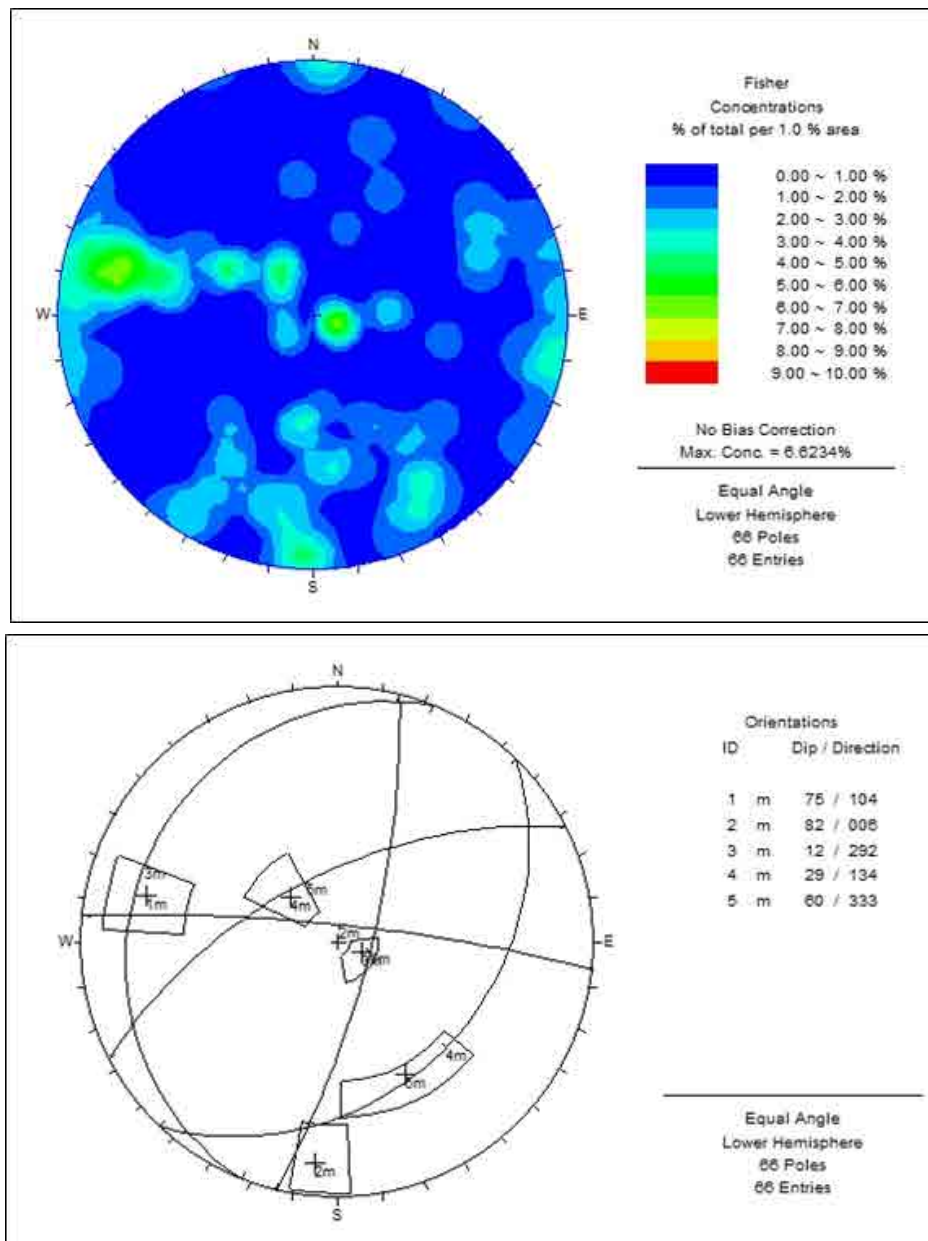 N
W
E
S
Fisher
Concentrations
% of total per 1.0 % area
0.00 ~ 1.00 %
1.00 ~ 2.00 %
2.00 ~ 3.00 %
3.00 ~ 4.00 %
4.00 ~ 5.00 %
5.00 ~ 6.00 %
6.00 ~ 7.00 %
7.00 ~ 8.00 %
8.00 ~ 9.00 %
9.00 ~ 10.00 %
No Bias Correction
Max. Conc. = 6.6234%
Equal Angle
Lower Hemisphere
66 Poles
66 Entries
N
3m
1m
5m
4m
W
2m
E
4m
5m
2m
S
Orientations
ID Dip / Direction
1 m 75 / 104
2 m 82 / 006
3 m 12 / 292
4 m 29 / 134
5 m 60 / 333
Equal Angle
Lower Hemisphere
66 Poles
66 Entries